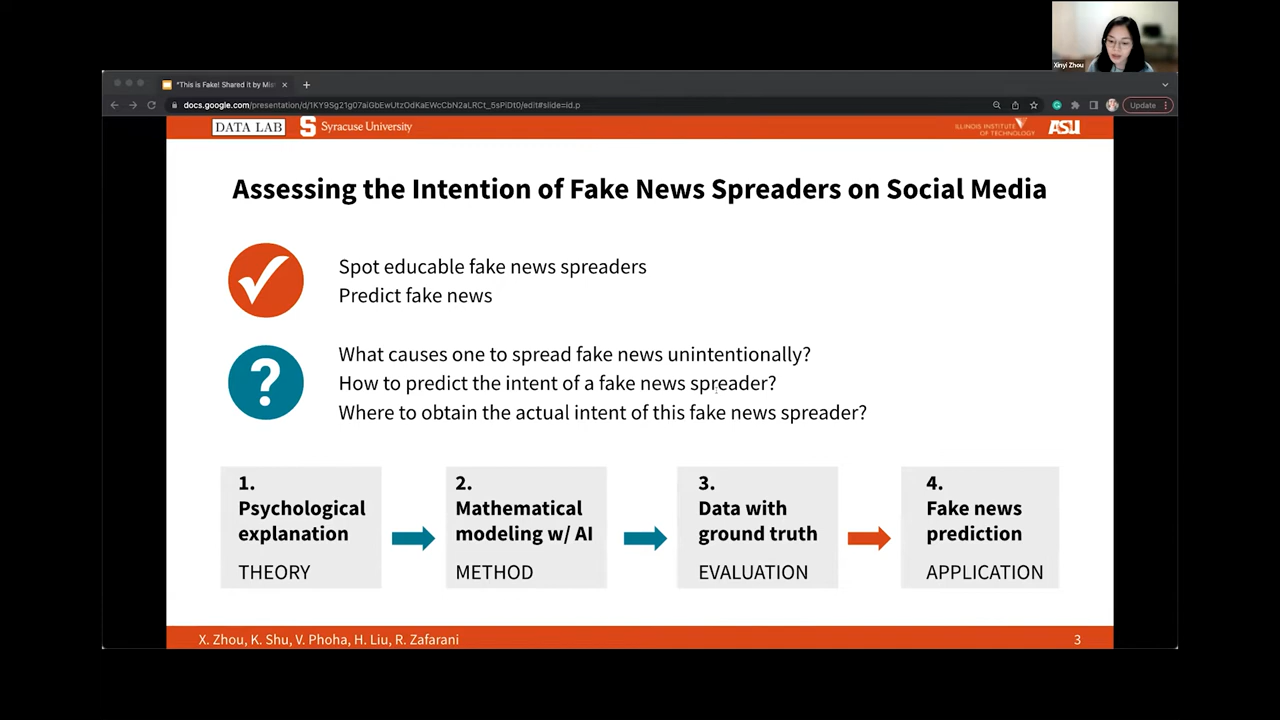 Xinyi Zhou
"This is Fake! Shared It by Mist
docs.google.com/presentation/d/1KY9Sg21g07aiGbEwUtzOdKaEWcCbN2aLRCt_5sPiDt0/edit#slide=id.p
Update
DATA LAB
S Syracuse University
ILLINOIS INSTITUTE
OF TECHNOLOGY
ASU
Assessing the Intention of Fake News Spreaders on Social Media
Spot educable fake news spreaders
Predict fake news
?
What causes one to spread fake news unintentionally?
How to predict the intent of a fake news spreader?
Where to obtain the actual intent of this fake news spreader?
1.
Psychological
explanation
THEORY
2.
Mathematical
modeling w/ AI
METHOD
3.
Data with
ground truth
EVALUATION
4.
Fake news
prediction
APPLICATION
X. Zhou, K. Shu, V. Phoha, H. Liu, R. Zafarani
3